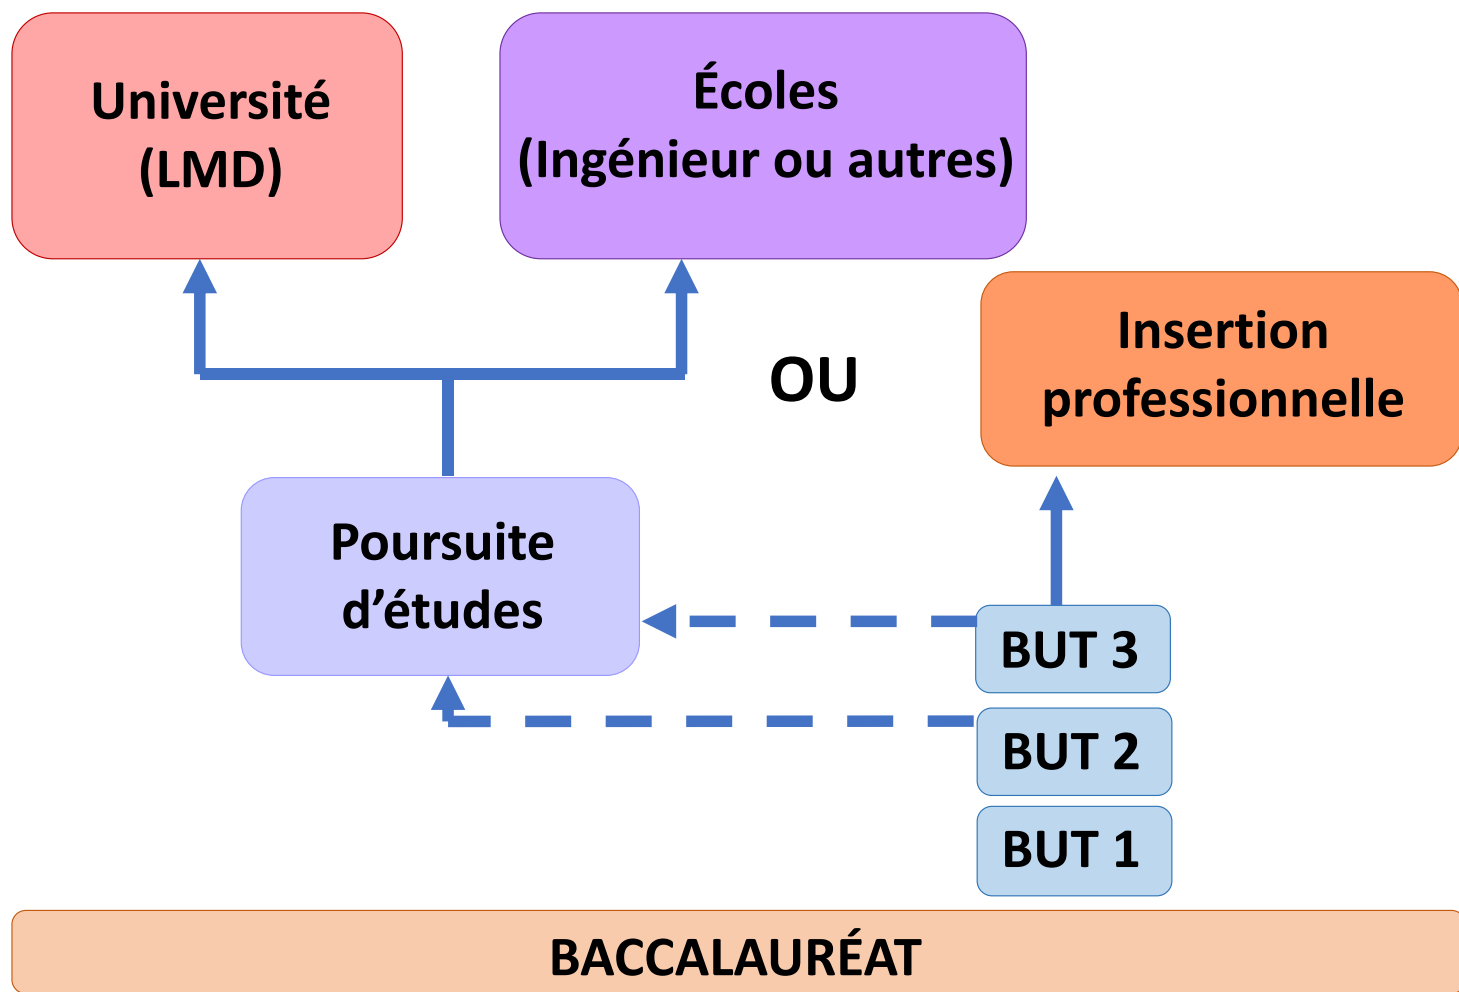 Université
(LMD)
Écoles
(Ingénieur ou autres)
OU
Insertion
professionnelle
Poursuite
d’études
BUT 3
BUT 2
BUT 1
BACCALAURÉAT